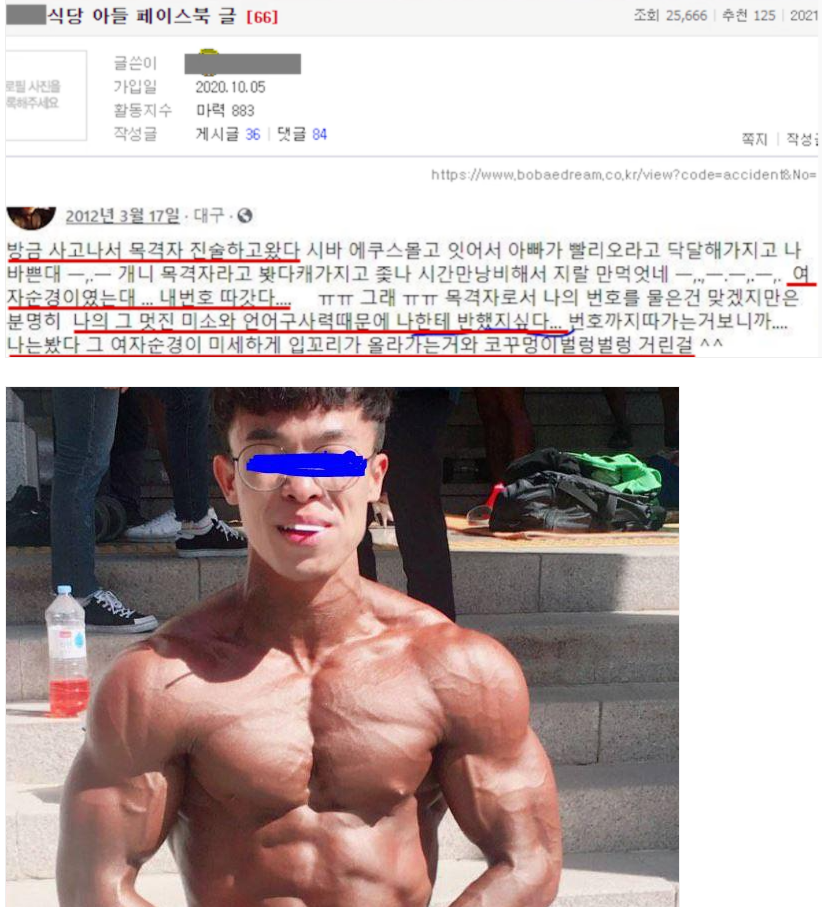 식당 아들 페이스북 글 [66]
조회 25,666 | 추천 125 | 2021
로필 사진을
록해주세요
글쓴이
가입일 2020.10.05
활동지수 마력 883
작성글 게시글 36 | 댓글 84
쪽지 | 작성글
https://www.bobaedream.co.kr/view?code=accident&No=
2012년 3월 17일 · 대구 ·
방금 사고나서 목격자 진술하고왔다 시바 에쿠스몰고 잇어서 아빠가 빨리오라고 닥달해가지고 나
바쁜대 ㅡ,.ㅡ 개니 목격자라고 봣다캐가지고 좆나 시간만낭비해서 지랄 만먹엇네 ㅡ,.,ㅡ.ㅡ,.ㅡ,. 여
자순경이였는대 ... 내번호 따갓다.... ㅠㅠ 그래 ㅠㅠ 목격자로서 나의 번호를 물은건 맞겠지만은
분명히 나의 그 멋진 미소와 언어구사력때문에 나한테 반했지싶다... 번호까지따가는거보니까....
나는봤다 그 여자순경이 미세하게 입꼬리가 올라가는거와 코꾸멍이벌렁벌렁 거린걸 ^^